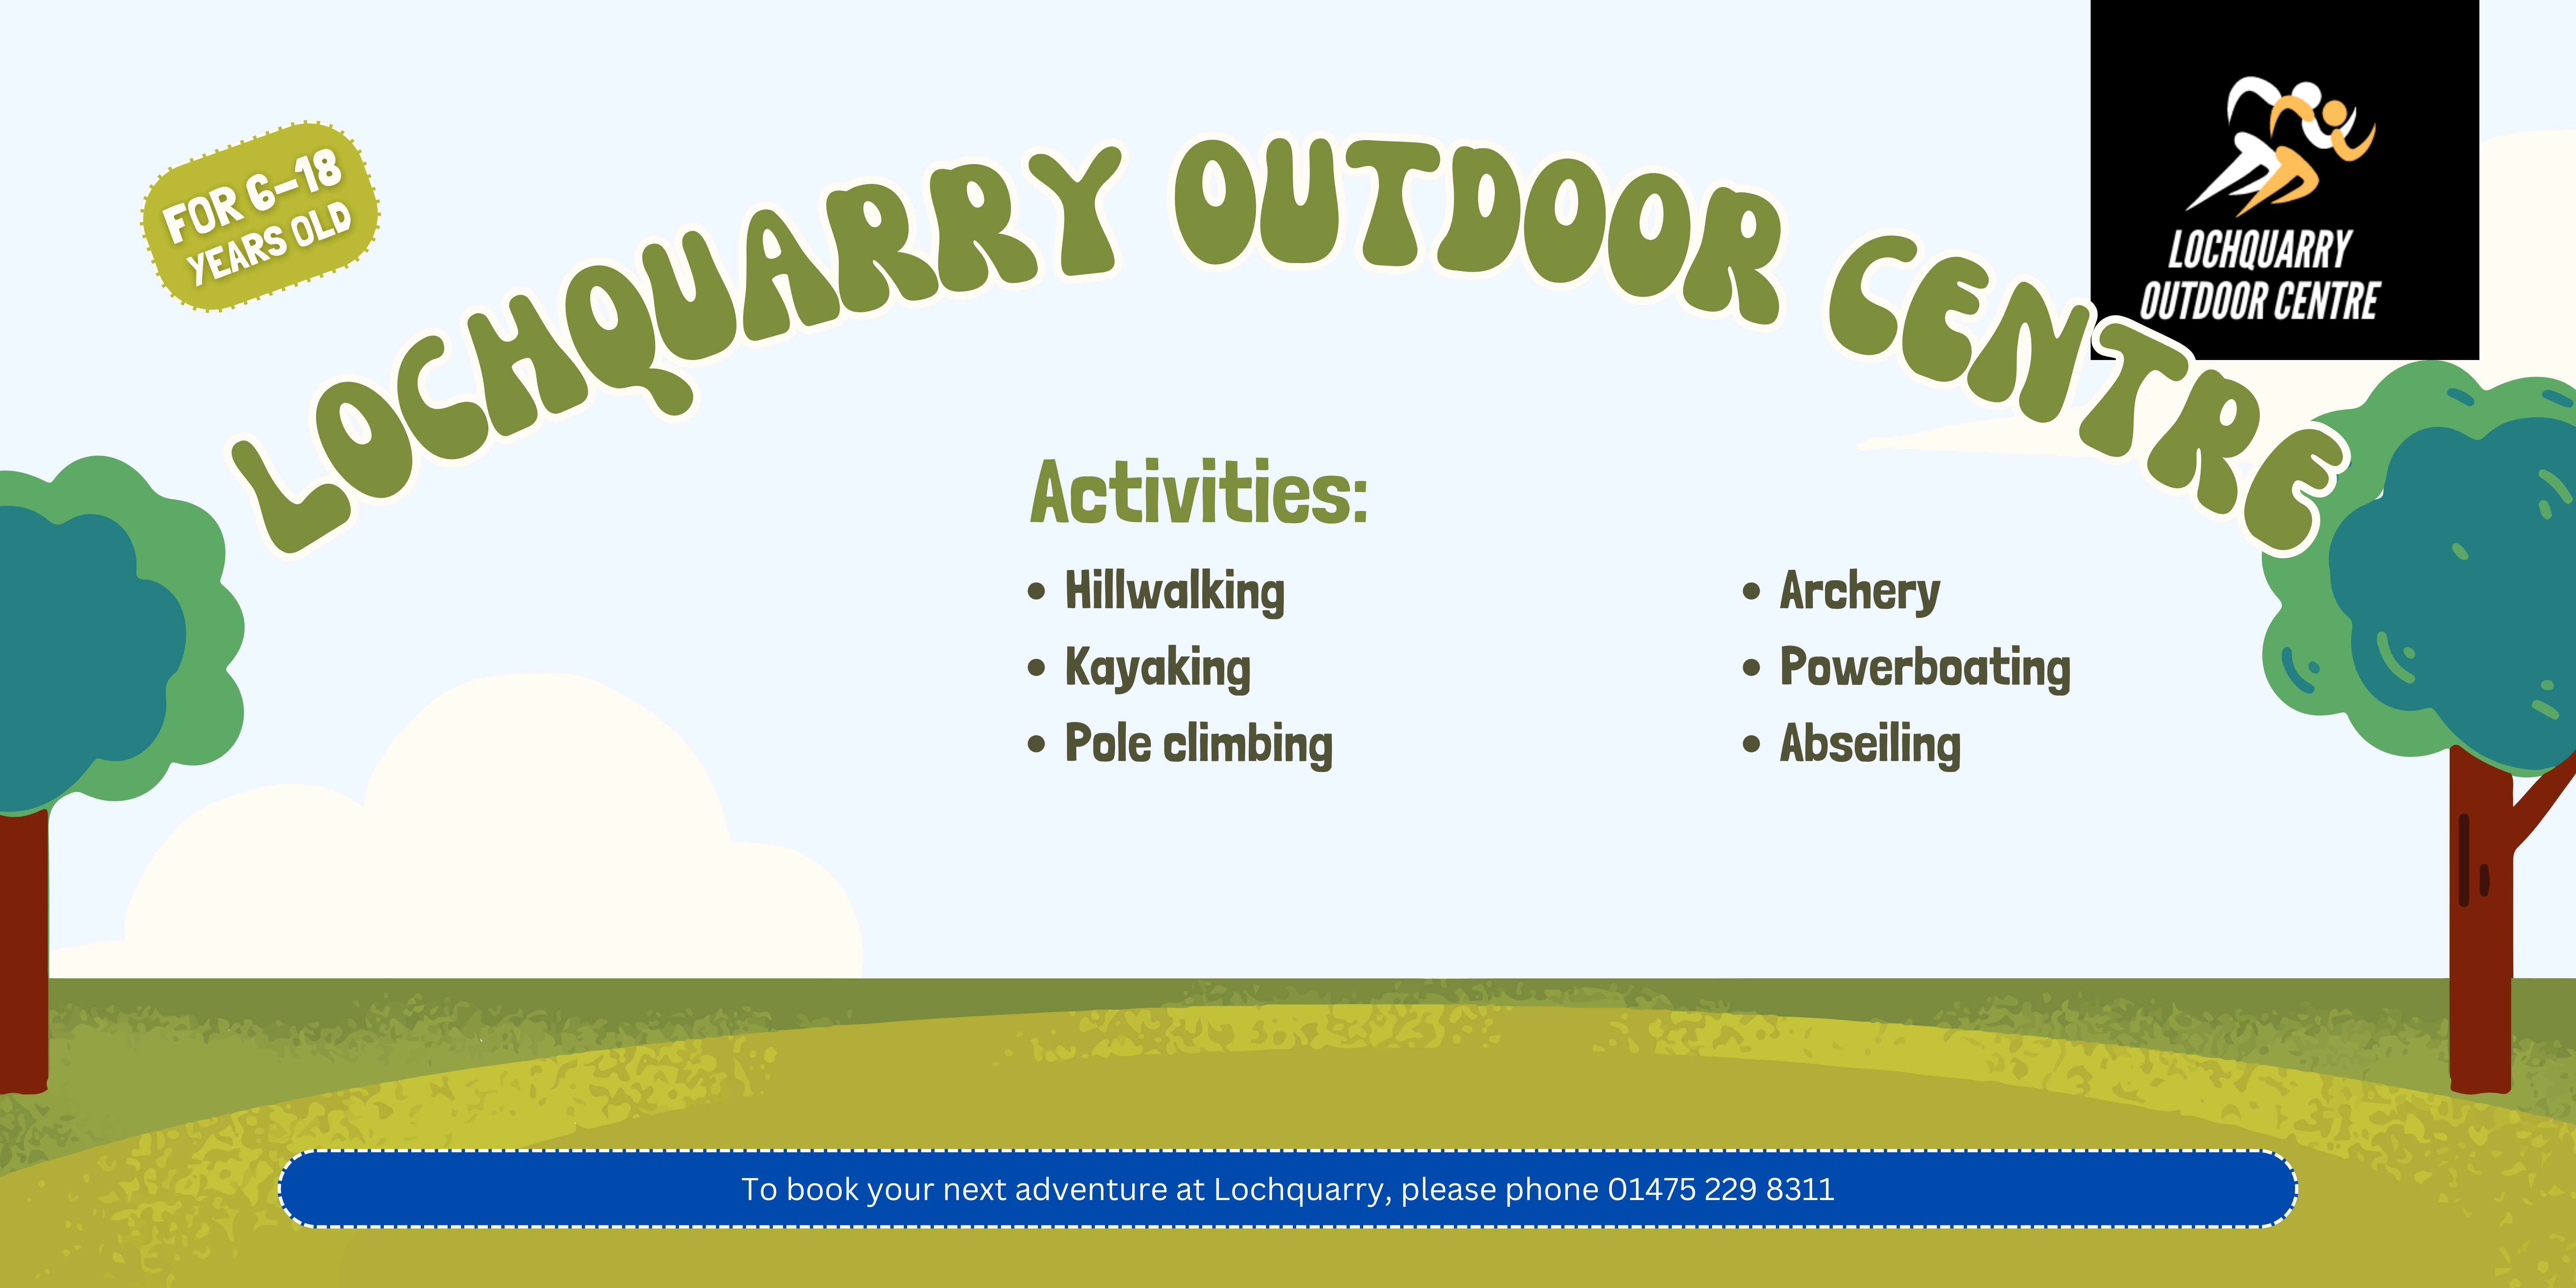 FOR 6-18
YEARS OLD
LOCHQUARRY OUTDOOR CENTRE
LOCHQUARRY
OUTDOOR CENTRE
Activities:
• Hillwalking
• Kayaking
• Pole climbing
• Archery
• Powerboating
• Abseiling
To book your next adventure at Lochquarry, please phone 01475 229 8311